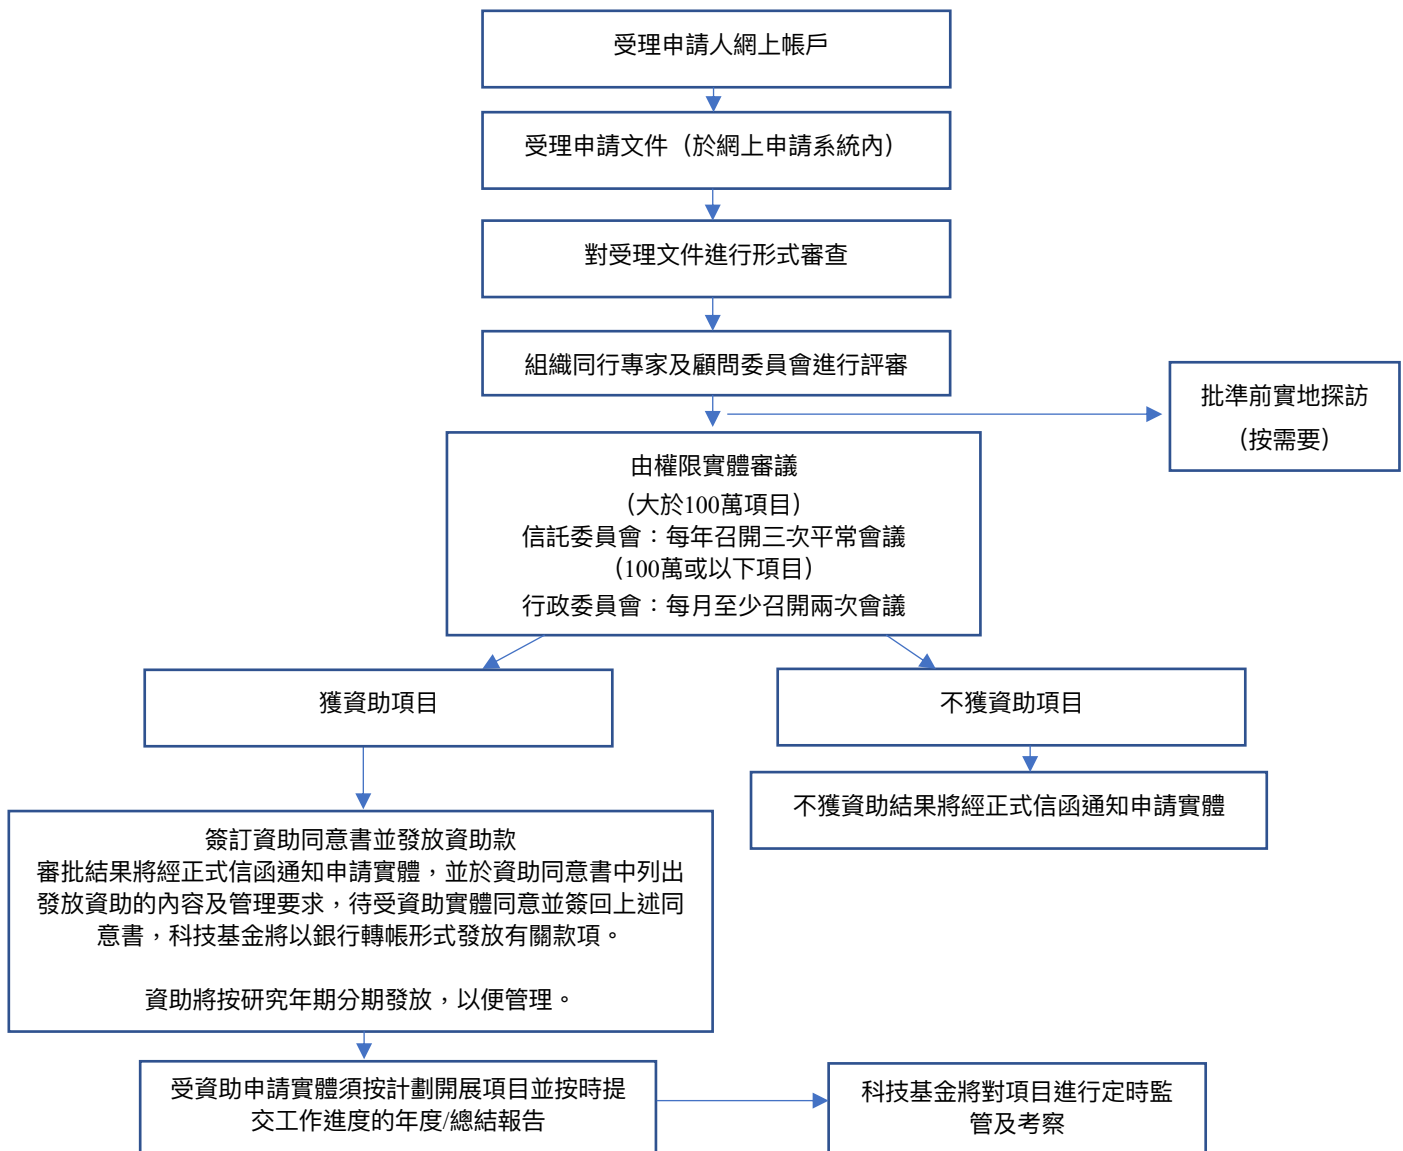 受理申請人網上帳戶
受理申請文件（於網上申請系統內）
對受理文件進行形式審查
組織同行專家及顧問委員會進行評審
批準前實地探訪
（按需要）
由權限實體審議
（大於100萬項目）
信託委員會：每年召開三次平常會議
（100萬或以下項目）
行政委員會：每月至少召開兩次會議
獲資助項目
不獲資助項目
不獲資助結果將經正式信函通知申請實體
簽訂資助同意書並發放資助款
審批結果將經正式信函通知申請實體，並於資助同意書中列出
發放資助的內容及管理要求，待受資助實體同意並簽回上述同
意書，科技基金將以銀行轉帳形式發放有關款項。
資助將按研究年期分期發放，以便管理。
受資助申請實體須按計劃開展項目並按時提
交工作進度的年度/總結報告
科技基金將對項目進行定時監
管及考察